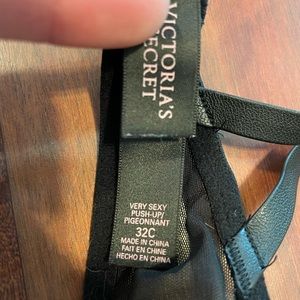 VICTORIA'S
SECRET
VERY SEXY
PUSH-UP/
PIGEONNANT
32C
MADE IN CHINA
FAIT EN CHINE
HECHO EN CHINA